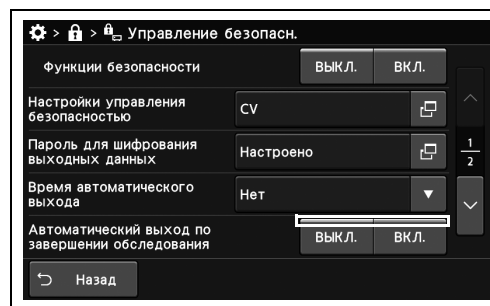 > > Управление безопасн.
Функции безопасности ВЫКЛ. ВКЛ.
Настройки управления
безопасностью
CV
Пароль для шифрования
выходных данных
Настроено
1
2
Время автоматического
выхода
Нет
Автоматический выход по
завершении обследования
ВЫКЛ. ВКЛ.
Назад